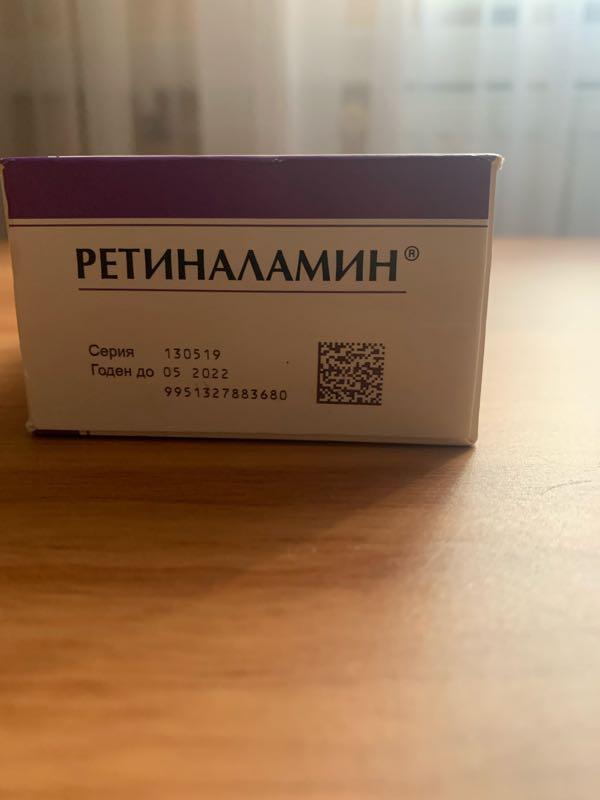 РЕТИНАЛАМИН®
Серия 130519
Годен до 05 2022
9951327883680